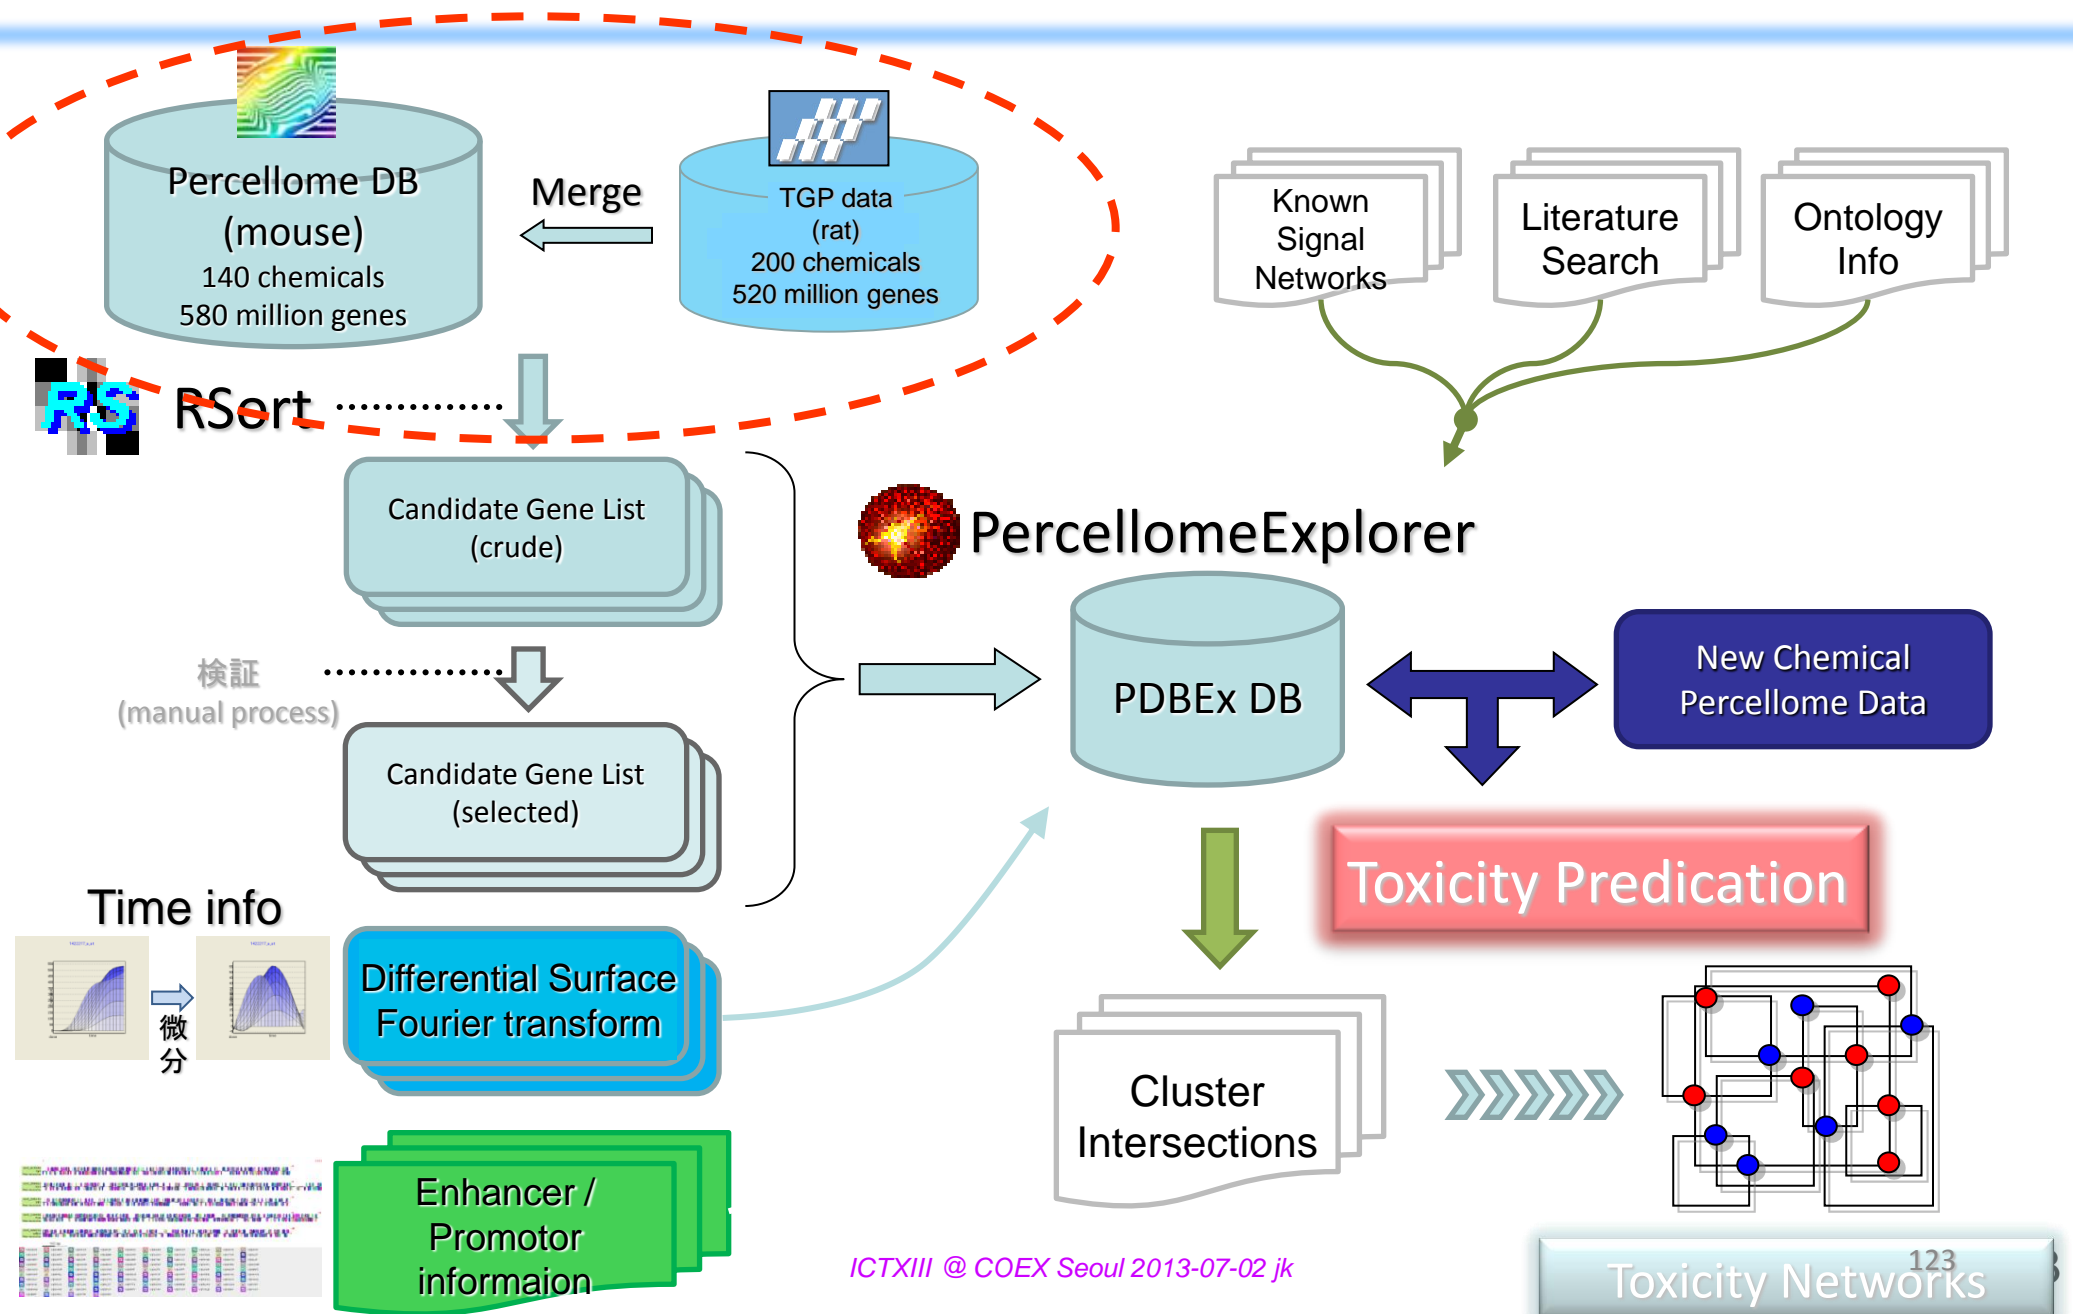 Percellome DB
(mouse)
140 chemicals
580 million genes
Merge
TGP data
(rat)
200 chemicals
520 million genes
Known
Signal
Networks
Literature
Search
Ontology
Info
RS
RSort
Candidate Gene List
(crude)
PercellomeExplorer
検証
(manual process)
PDBEx DB
New Chemical
Percellome Data
Candidate Gene List
(selected)
Toxicity Predication
Time info
微
分
Differential Surface
Fourier transform
Cluster
Intersections
Enhancer /
Promotor
informaion
ICTXIII @ COEX Seoul 2013-07-02 jk
Toxicity Networks
123